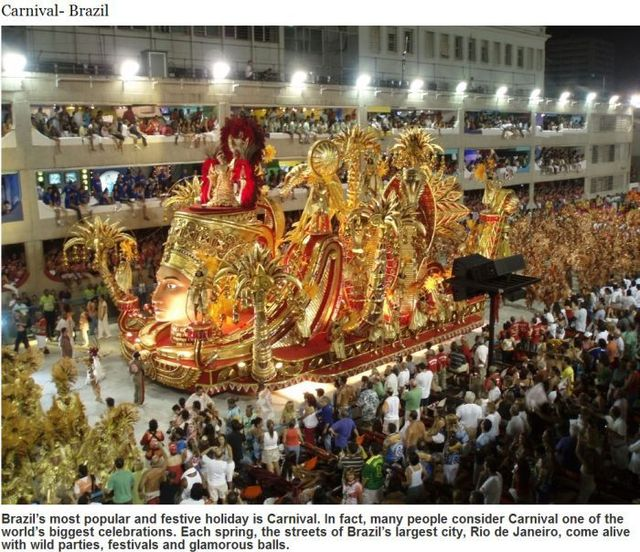 Carnival- Brazil
Brazil's most popular and festive holiday is Carnival. In fact, many people consider Carnival one of the
world's biggest celebrations. Each spring, the streets of Brazil's largest city, Rio de Janeiro, come alive
with wild parties, festivals and glamorous balls.